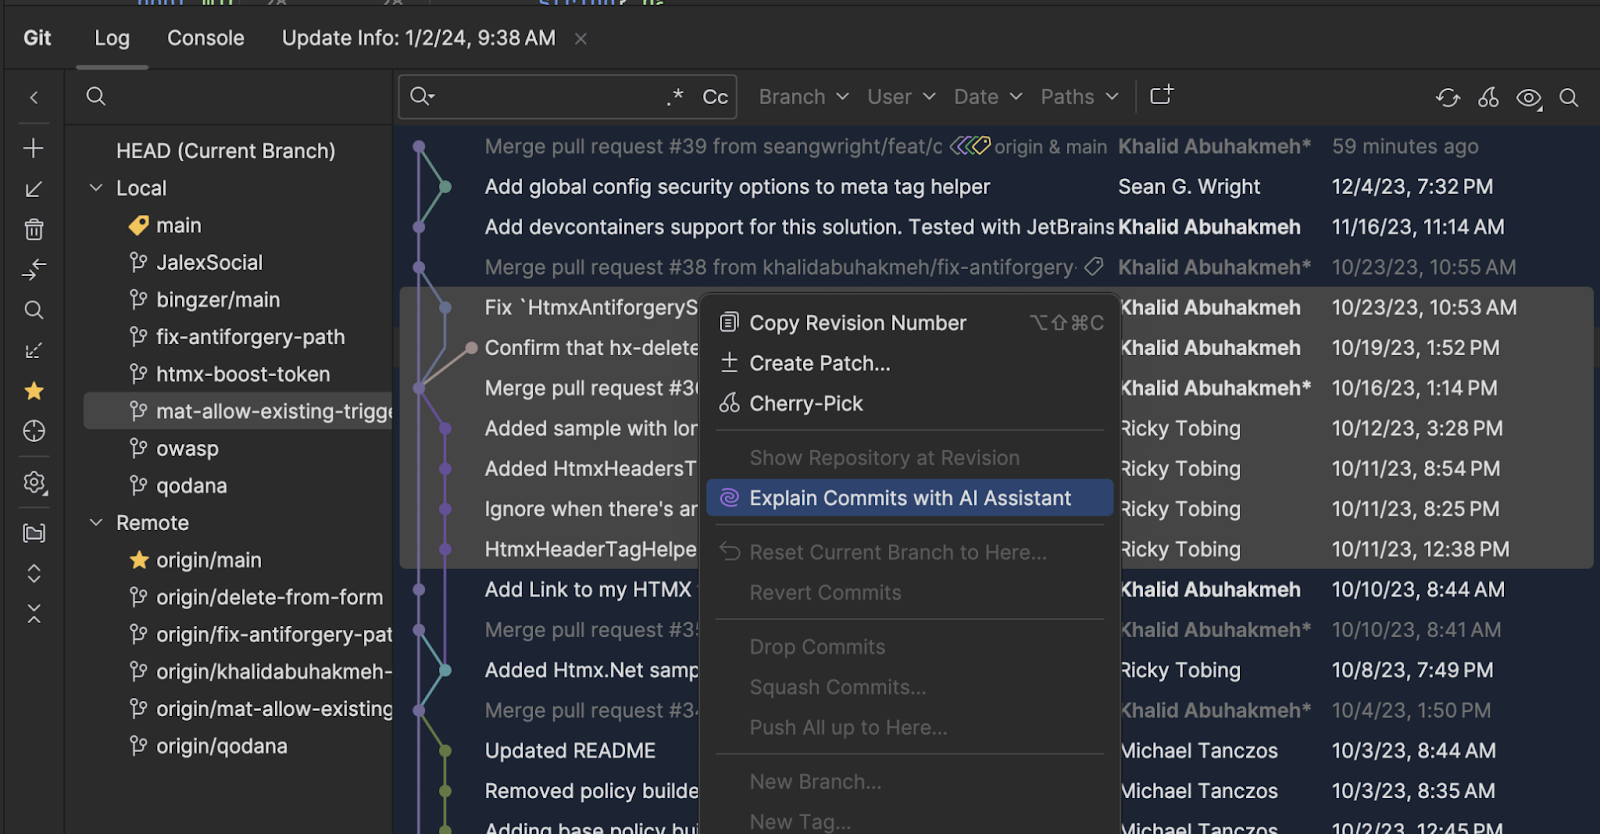 Git
Log
Console
Update Info: 1/2/24, 9:38 AM
.*
Cc
Branch
User
Date
Paths
HEAD (Current Branch)
Local
main
JalexSocial
bingzer/main
fix-antiforgery-path
htmx-boost-token
mat-allow-existing-trigge
owasp
qodana
Remote
origin/main
origin/delete-from-form
origin/fix-antiforgery-pat
origin/khalidabuhakmeh-
origin/mat-allow-existing
origin/qodana
Merge pull request #39 from seangwright/feat/c origin & main Khalid Abuhakmeh* 59 minutes ago
Add global config security options to meta tag helper Sean G. Wright 12/4/23, 7:32 PM
Add devcontainers support for this solution. Tested with JetBrains Khalid Abuhakmeh 11/16/23, 11:14 AM
Merge pull request #38 from khalidabuhakmeh/fix-antiforgery- Khalid Abuhakmeh* 10/23/23, 10:55 AM
Fix `HtmxAntiforgeryS Khalid Abuhakmeh 10/23/23, 10:53 AM
Confirm that hx-delete Khalid Abuhakmeh 10/19/23, 1:52 PM
Merge pull request #36 Khalid Abuhakmeh* 10/16/23, 1:14 PM
Added sample with lor Ricky Tobing 10/12/23, 3:28 PM
Added HtmxHeadersT Ricky Tobing 10/11/23, 8:54 PM
Ignore when there's ar Ricky Tobing 10/11/23, 8:25 PM
HtmxHeaderTagHelpe Ricky Tobing 10/11/23, 12:38 PM
Add Link to my HTMX Khalid Abuhakmeh 10/10/23, 8:44 AM
Merge pull request #35 Khalid Abuhakmeh* 10/10/23, 8:41 AM
Added Htmx.Net samp Ricky Tobing 10/8/23, 7:49 PM
Merge pull request #34 Khalid Abuhakmeh* 10/4/23, 1:50 PM
Updated README Michael Tanczos 10/3/23, 8:44 AM
Removed policy builde Michael Tanczos 10/3/23, 8:35 AM
Adding base policy bui Michael Tanczos 10/2/23, 12:45 PM
Copy Revision Number ⌥⇧⌘C
Create Patch...
Cherry-Pick
Show Repository at Revision
Explain Commits with AI Assistant
Reset Current Branch to Here...
Revert Commits
Drop Commits
Squash Commits...
Push All up to Here...
New Branch...
New Tag...